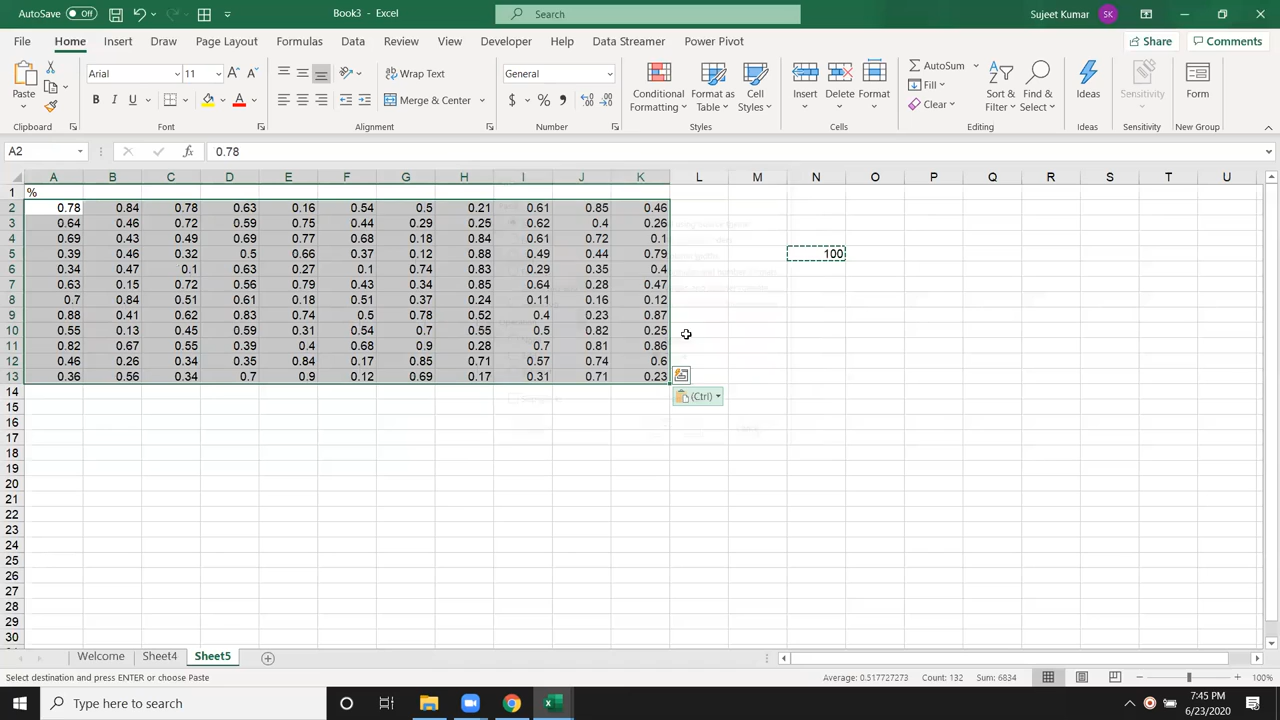 AutoSave Off Book3 - Excel Search Sujeet Kumar SK
File Home Insert Draw Page Layout Formulas Data Review View Developer Help Data Streamer Power Pivot Share Comments
Paste Arial 11 Wrap Text General Conditional Formatting Format as Table Cell Styles Insert Delete Format AutoSum Fill Clear Sort & Filter Find & Select Ideas Sensitivity Form
B I U Merge & Center $ % ,
Clipboard Font Alignment Number Styles Cells Editing Ideas Sensitivity New Group
A2 fx 0.78
A B C D E F G H I J K L M N O P Q R S T U
1 %
2 0.78 0.84 0.78 0.63 0.16 0.54 0.5 0.21 0.61 0.85 0.46
3 0.64 0.46 0.72 0.59 0.75 0.44 0.29 0.25 0.62 0.4 0.26
4 0.69 0.43 0.49 0.69 0.77 0.68 0.18 0.84 0.61 0.72 0.1
5 0.39 0.46 0.32 0.5 0.66 0.37 0.12 0.88 0.49 0.44 0.79 100
6 0.34 0.47 0.1 0.63 0.27 0.1 0.74 0.83 0.29 0.35 0.4
7 0.63 0.15 0.72 0.56 0.79 0.43 0.34 0.85 0.64 0.28 0.47
8 0.7 0.84 0.51 0.61 0.18 0.51 0.37 0.24 0.11 0.16 0.12
9 0.88 0.41 0.62 0.83 0.74 0.5 0.78 0.52 0.4 0.23 0.87
10 0.55 0.13 0.45 0.59 0.31 0.54 0.7 0.55 0.5 0.82 0.25
11 0.82 0.67 0.55 0.39 0.4 0.68 0.9 0.28 0.7 0.81 0.86
12 0.46 0.26 0.34 0.35 0.84 0.17 0.85 0.71 0.57 0.74 0.6
13 0.36 0.56 0.34 0.7 0.9 0.12 0.69 0.17 0.31 0.71 0.23
14 (Ctrl)
15
16
17
18
19
20
21
22
23
24
25
26
27
28
29
30
Welcome Sheet4 Sheet5
Select destination and press ENTER or choose Paste Average: 0.517727273 Count: 132 Sum: 6834 100%
Type here to search 7:45 PM
6/23/2020